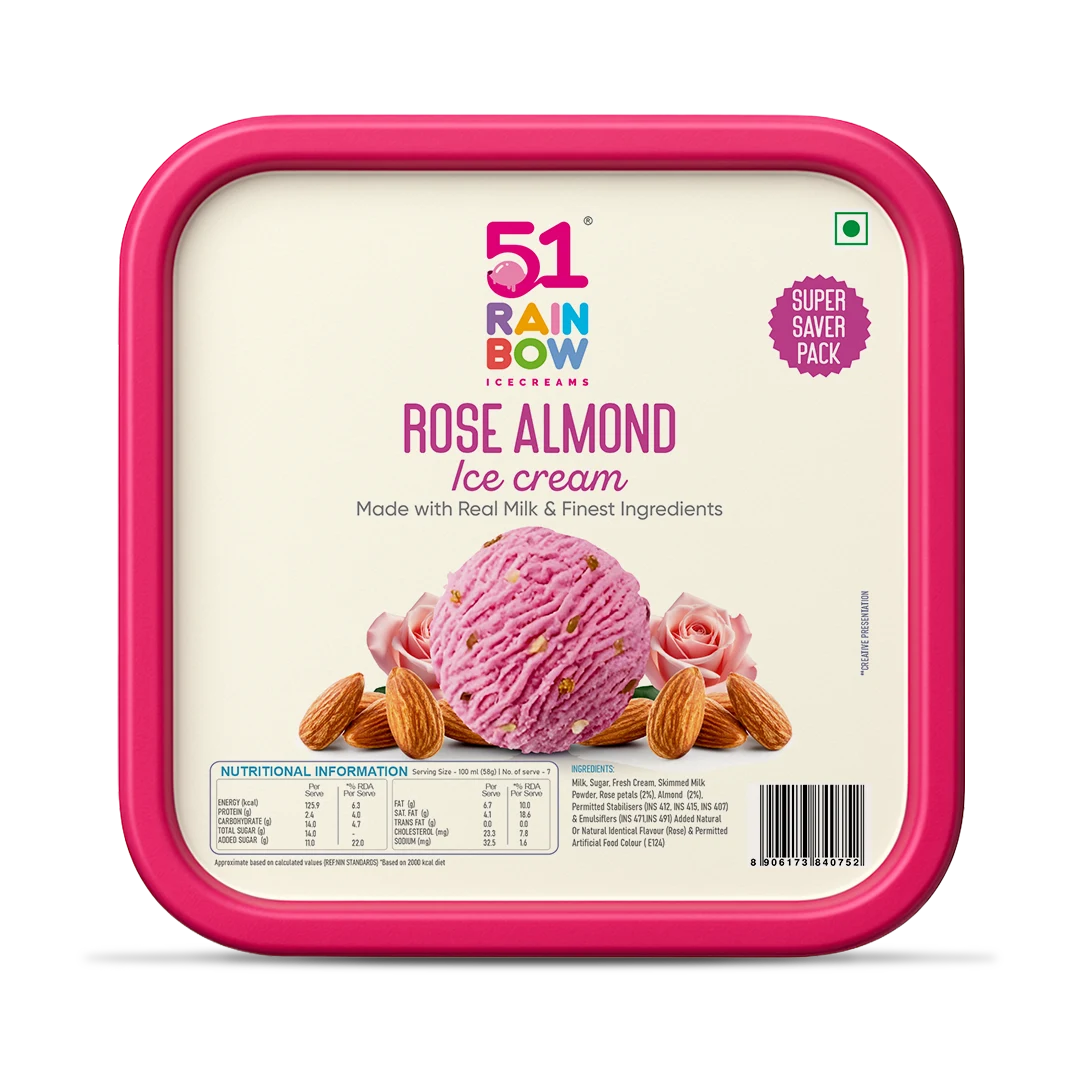 51
®
RAIN
BOW
ICECREAMS
SUPER
SAVER
PACK
ROSE ALMOND
Ice cream
Made with Real Milk & Finest Ingredients
**CREATIVE PRESENTATION
NUTRITIONAL INFORMATION Serving Size - 100 ml (58g) | No. of serve - 7
Per Serve *% RDA Per Serve
ENERGY (kcal) 125.9 6.3
PROTEIN (g) 2.4 4.0
CARBOHYDRATE (g) 14.0 4.7
TOTAL SUGAR (g) 14.0 -
ADDED SUGAR (g) 11.0 22.0
Per Serve *% RDA Per Serve
FAT (g) 6.7 10.0
SAT. FAT (g) 4.1 18.6
TRANS FAT (g) 0.0 0.0
CHOLESTEROL (mg) 23.3 7.8
SODIUM (mg) 32.5 1.6
Approximate based on calculated values (REF:NIN STANDARDS) *Based on 2000 kcal diet
INGREDIENTS:
Milk, Sugar, Fresh Cream, Skimmed Milk
Powder, Rose petals (2%), Almond (2%),
Permitted Stabilisers (INS 412, INS 415, INS 407)
& Emulsiflers (INS 471,INS 491) Added Natural
Or Natural Identical Flavour (Rose) & Permitted
Artificial Food Colour ( E124)
8 906173 840752